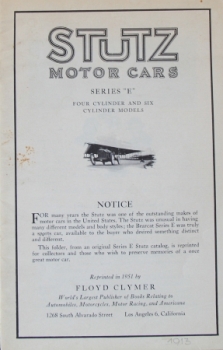 STUTZ
MOTOR CARS
SERIES "E"
FOUR CYLINDER AND SIX
CYLINDER MODELS
NOTICE
FOR many years the Stutz was one of the outstanding makes of
motor cars in the United States. The Stutz was unusual in having
many different models and body styles, the Bearcat Series E was truly
a sports car, available to the buyer who desired something distinct
and different.
This folder, from an original Series E Stutz catalog, is reprinted
for collectors and those who wish to preserve memories of a once
great motor car.
Reprinted in 1951 by
FLOYD CLYMER
World's Largest Publisher of Books Relating to
Automobiles, Motorcycles, Motor Racing, and Americana
1268 South Alvarado Street Los Angeles 6, California